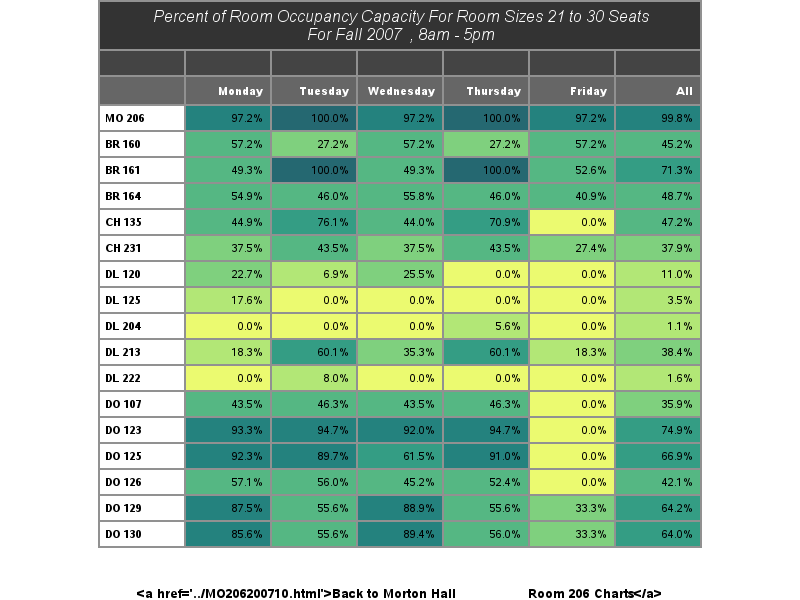 Percent of Room Occupancy Capacity For Room Sizes 21 to 30 Seats
For Fall 2007 , 8am - 5pm
Monday Tuesday Wednesday Thursday Friday All
MO 206 97.2% 100.0% 97.2% 100.0% 97.2% 99.8%
BR 160 57.2% 27.2% 57.2% 27.2% 57.2% 45.2%
BR 161 49.3% 100.0% 49.3% 100.0% 52.6% 71.3%
BR 164 54.9% 46.0% 55.8% 46.0% 40.9% 48.7%
CH 135 44.9% 76.1% 44.0% 70.9% 0.0% 47.2%
CH 231 37.5% 43.5% 37.5% 43.5% 27.4% 37.9%
DL 120 22.7% 6.9% 25.5% 0.0% 0.0% 11.0%
DL 125 17.6% 0.0% 0.0% 0.0% 0.0% 3.5%
DL 204 0.0% 0.0% 0.0% 5.6% 0.0% 1.1%
DL 213 18.3% 60.1% 35.3% 60.1% 18.3% 38.4%
DL 222 0.0% 8.0% 0.0% 0.0% 0.0% 1.6%
DO 107 43.5% 46.3% 43.5% 46.3% 0.0% 35.9%
DO 123 93.3% 94.7% 92.0% 94.7% 0.0% 74.9%
DO 125 92.3% 89.7% 61.5% 91.0% 0.0% 66.9%
DO 126 57.1% 56.0% 45.2% 52.4% 0.0% 42.1%
DO 129 87.5% 55.6% 88.9% 55.6% 33.3% 64.2%
DO 130 85.6% 55.6% 89.4% 56.0% 33.3% 64.0%
<a href='../MO206200710.html'>Back to Morton Hall Room 206 Charts</a>